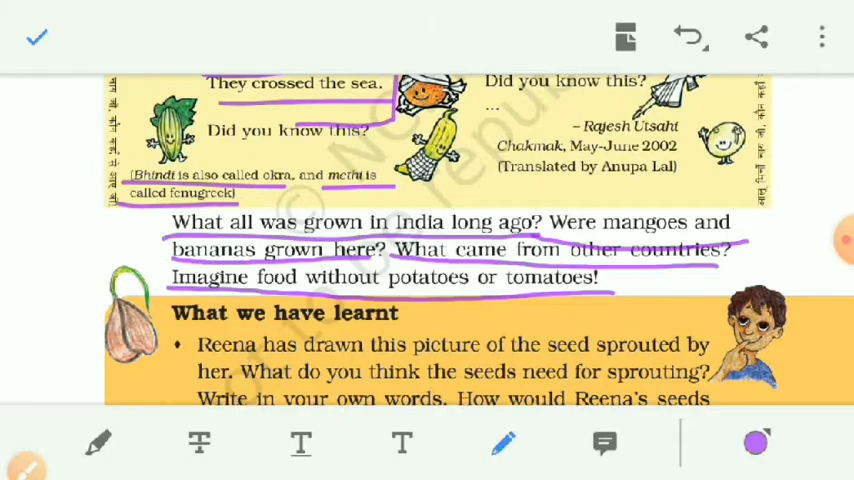 They crossed the sea.
Did you know this?
(Bhindi is also called okra, and methi is
called fenugreek)
Did you know this?
...
– Rajesh Utsahi
Chakmak, May-June 2002
(Translated by Anupa Lal)
What all was grown in India long ago? Were mangoes and
bananas grown here? What came from other countries?
Imagine food without potatoes or tomatoes!
What we have learnt
• Reena has drawn this picture of the seed sprouted by
her. What do you think the seeds need for sprouting?
Write in your own words. How would Reena's seeds